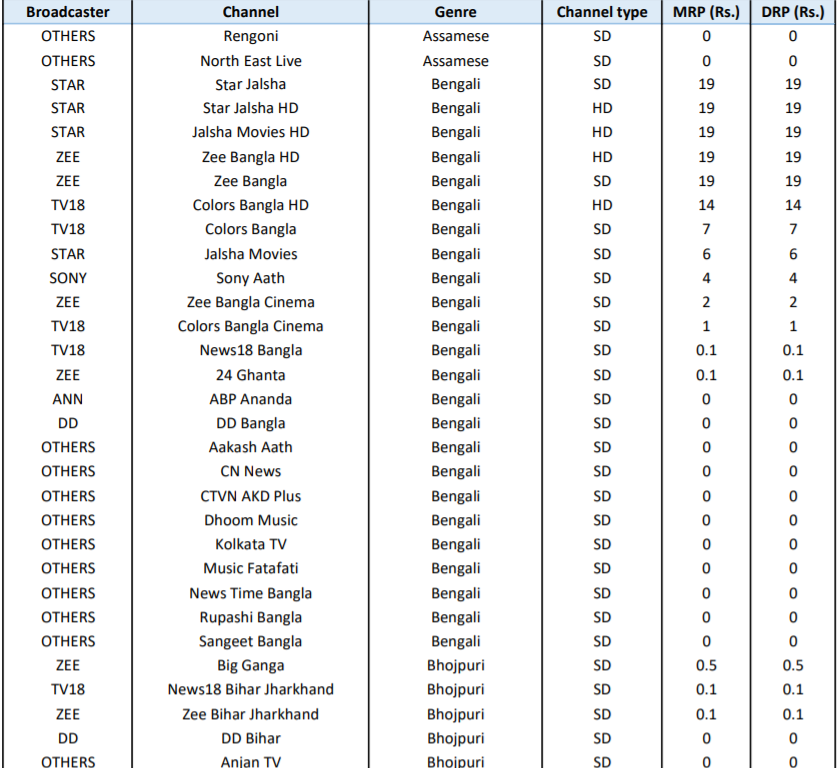 Broadcaster Channel Genre Channel type MRP (Rs.) DRP (Rs.)
OTHERS Rengoni Assamese SD 0 0
OTHERS North East Live Assamese SD 0 0
STAR Star Jalsha Bengali SD 19 19
STAR Star Jalsha HD Bengali HD 19 19
STAR Jalsha Movies HD Bengali HD 19 19
ZEE Zee Bangla HD Bengali HD 19 19
ZEE Zee Bangla Bengali SD 19 19
TV18 Colors Bangla HD Bengali HD 14 14
TV18 Colors Bangla Bengali SD 7 7
STAR Jalsha Movies Bengali SD 6 6
SONY Sony Aath Bengali SD 4 4
ZEE Zee Bangla Cinema Bengali SD 2 2
TV18 Colors Bangla Cinema Bengali SD 1 1
TV18 News18 Bangla Bengali SD 0.1 0.1
ZEE 24 Ghanta Bengali SD 0.1 0.1
ANN ABP Ananda Bengali SD 0 0
DD DD Bangla Bengali SD 0 0
OTHERS Aakash Aath Bengali SD 0 0
OTHERS CN News Bengali SD 0 0
OTHERS CTVN AKD Plus Bengali SD 0 0
OTHERS Dhoom Music Bengali SD 0 0
OTHERS Kolkata TV Bengali SD 0 0
OTHERS Music Fatafati Bengali SD 0 0
OTHERS News Time Bangla Bengali SD 0 0
OTHERS Rupashi Bangla Bengali SD 0 0
OTHERS Sangeet Bangla Bengali SD 0 0
ZEE Big Ganga Bhojpuri SD 0.5 0.5
TV18 News18 Bihar Jharkhand Bhojpuri SD 0.1 0.1
ZEE Zee Bihar Jharkhand Bhojpuri SD 0.1 0.1
DD DD Bihar Bhojpuri SD 0 0
OTHERS Anjan TV Bhojpuri SD 0 0